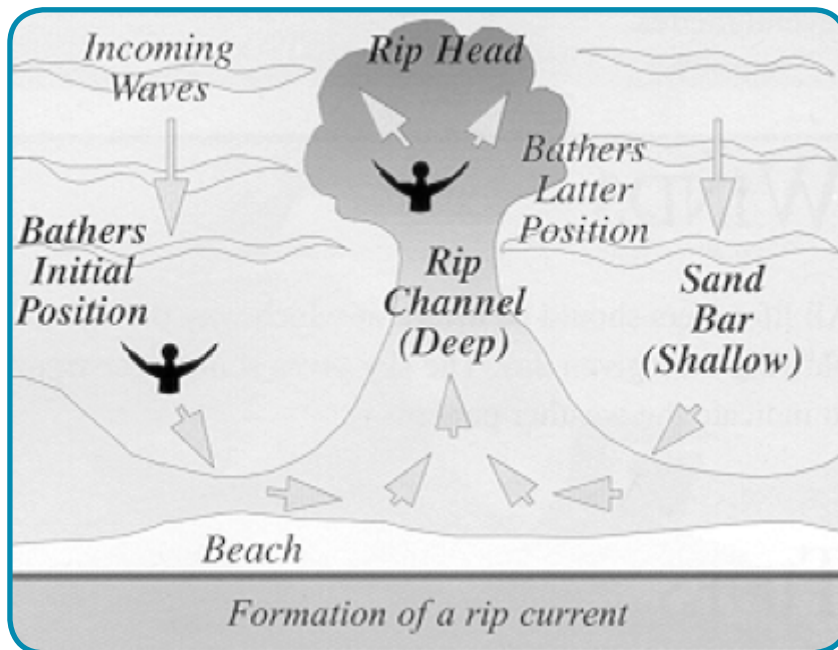 Incoming
Waves
Rip Head
Bathers
Latter
Position
Bathers
Initial
Position
Rip
Channel
(Deep)
Sand
Bar
(Shallow)
Beach
Formation of a rip current